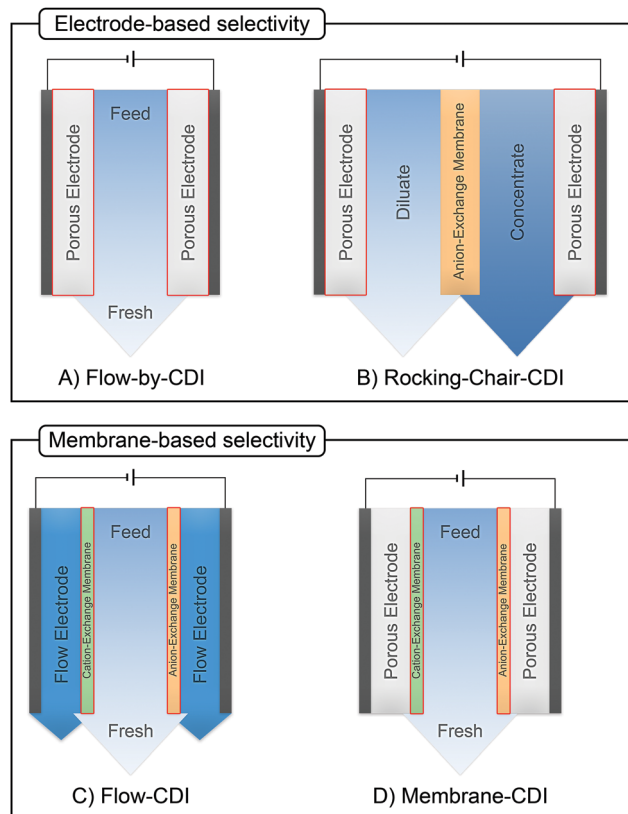 Electrode-based selectivity
Porous Electrode
Feed
Fresh
Porous Electrode
A) Flow-by-CDI
Porous Electrode
Diluate
Anion-Exchange Membrane
Concentrate
Porous Electrode
B) Rocking-Chair-CDI
Membrane-based selectivity
Flow Electrode
Cation-Exchange Membrane
Feed
Fresh
Anion-Exchange Membrane
Flow Electrode
C) Flow-CDI
Porous Electrode
Cation-Exchange Membrane
Feed
Fresh
Anion-Exchange Membrane
Porous Electrode
D) Membrane-CDI